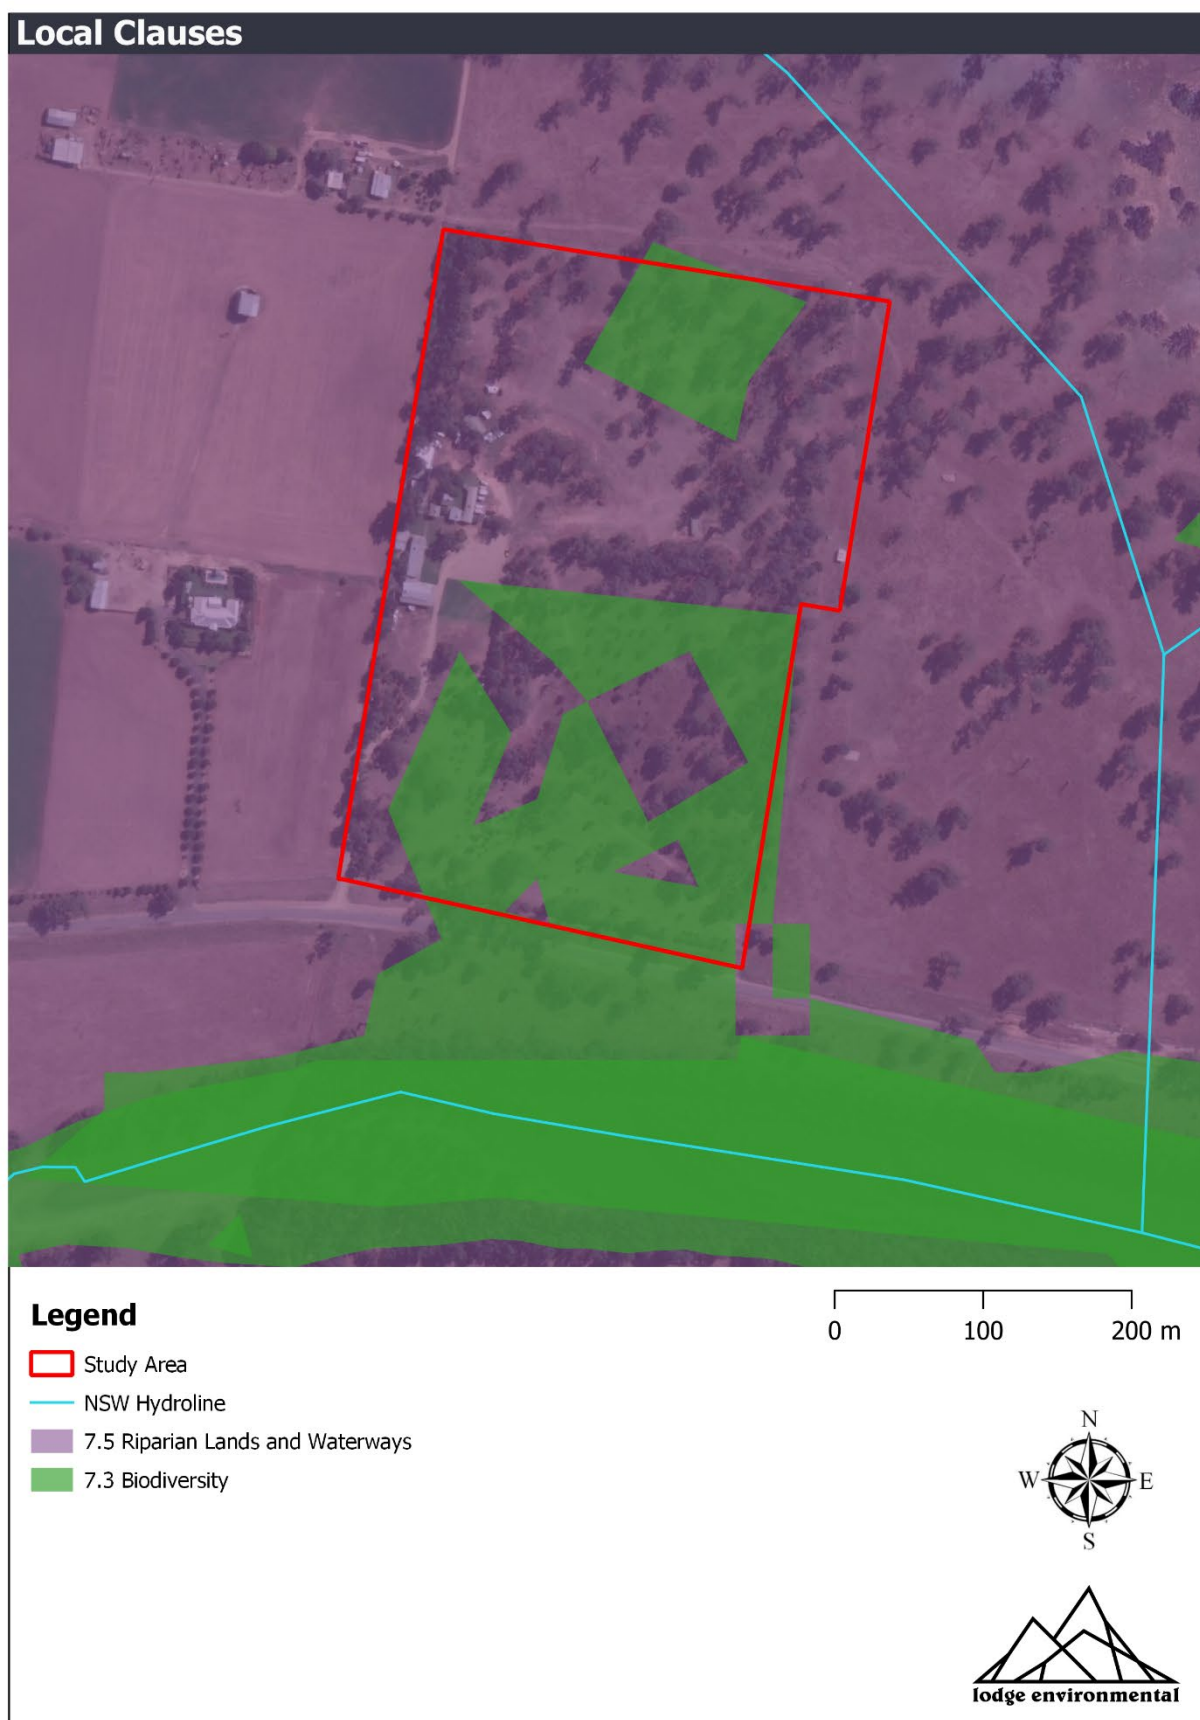 Local Clauses
Legend
0 100 200 m
Study Area
NSW Hydroline
7.5 Riparian Lands and Waterways
7.3 Biodiversity
N
W E
S
lodge environmental